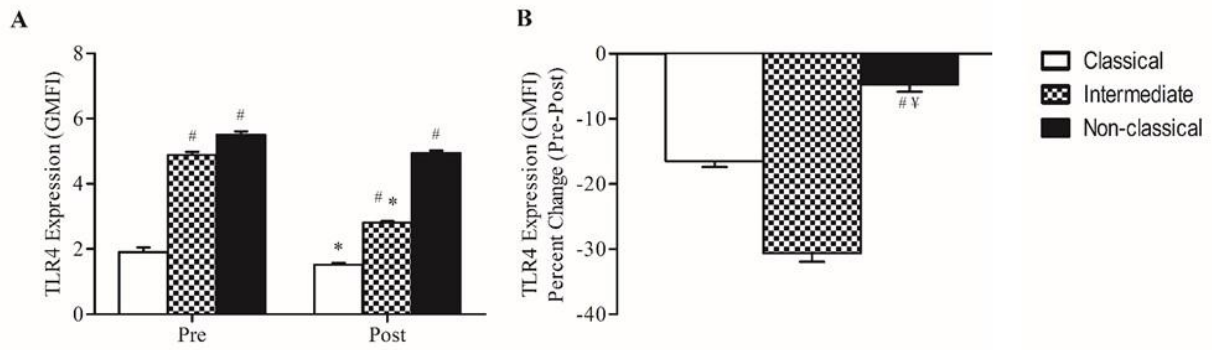 A
TLR4 Expression (GMFI)
8
6
4
2
0
#
#
*
# *
#
Pre
Post
B
TLR4 Expression (GMFI)
Percent Change (Pre-Post)
0
-10
-20
-30
-40
# ¥
Classical
Intermediate
Non-classical